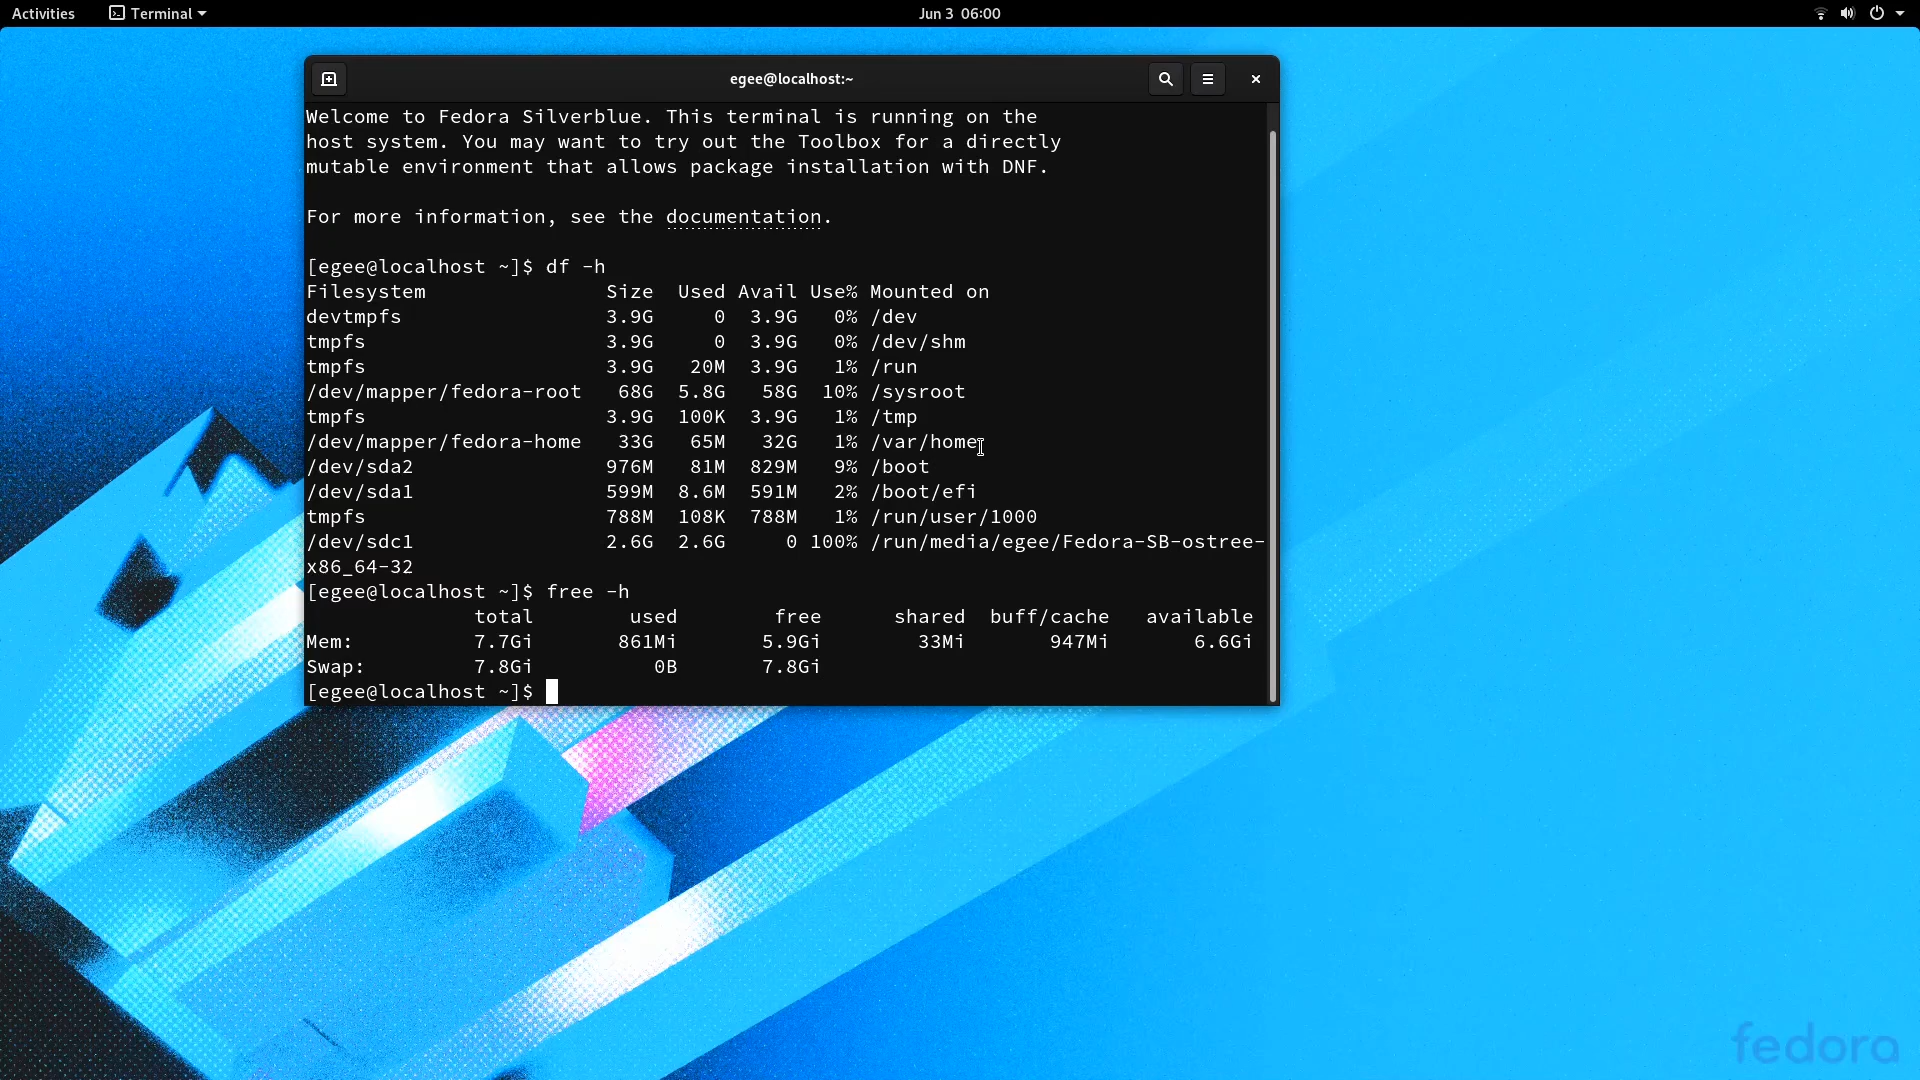 Activities Terminal Jun 3 06:00
egee@localhost:~
Welcome to Fedora Silverblue. This terminal is running on the
host system. You may want to try out the Toolbox for a directly
mutable environment that allows package installation with DNF.
For more information, see the documentation.
[egee@localhost ~]$ df -h
Filesystem Size Used Avail Use% Mounted on
devtmpfs 3.9G 0 3.9G 0% /dev
tmpfs 3.9G 0 3.9G 0% /dev/shm
tmpfs 3.9G 20M 3.9G 1% /run
/dev/mapper/fedora-root 68G 5.8G 58G 10% /sysroot
tmpfs 3.9G 100K 3.9G 1% /tmp
/dev/mapper/fedora-home 33G 65M 32G 1% /var/home
/dev/sda2 976M 81M 829M 9% /boot
/dev/sda1 599M 8.6M 591M 2% /boot/efi
tmpfs 788M 108K 788M 1% /run/user/1000
/dev/sdc1 2.6G 2.6G 0 100% /run/media/egee/Fedora-SB-ostree-
x86_64-32
[egee@localhost ~]$ free -h
total used free shared buff/cache available
Mem: 7.7Gi 861Mi 5.9Gi 33Mi 947Mi 6.6Gi
Swap: 7.8Gi 0B 7.8Gi
[egee@localhost ~]$
fedora